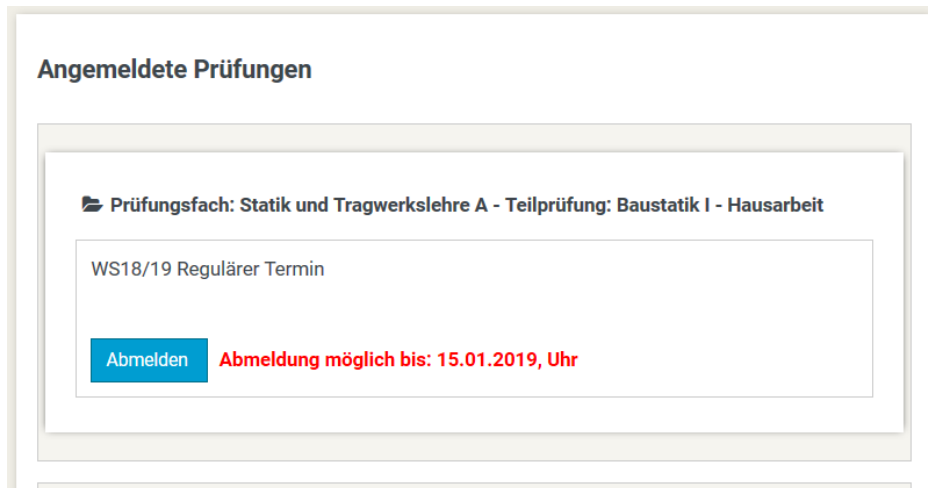 Angemeldete Prüfungen
Prüfungsfach: Statik und Tragwerkslehre A - Teilprüfung: Baustatik I - Hausarbeit
WS18/19 Regulärer Termin
Abmelden Abmeldung möglich bis: 15.01.2019, Uhr